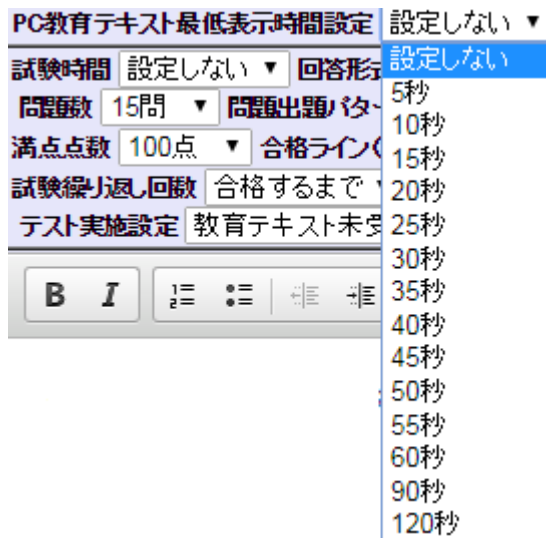 PC教育テキスト最低表示時間設定 設定しない ▼
試験時間 設定しない ▼ 回答形式
問題数 15問 ▼ 問題出題パター
満点点数 100点 ▼ 合格ライン(
試験繰り返し回数 合格するまで
テスト実施設定 教育テキスト未受
B I
設定しない
5秒
10秒
15秒
20秒
25秒
30秒
35秒
40秒
45秒
50秒
55秒
60秒
90秒
120秒